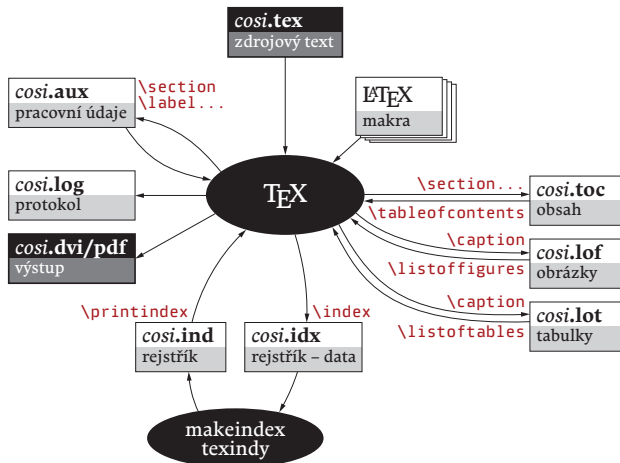 cosi.tex
zdrojový text
cosi.aux
pracovní údaje
\section
\label...
LATEX
makra
cosi.log
protokol
TEX
\section...
\tableofcontents
cosi.toc
obsah
cosi.dvi/pdf
výstup
\caption
\listoffigures
cosi.lof
obrázky
\caption
\listoftables
cosi.lot
tabulky
\printindex
\index
cosi.ind
rejstřík
cosi.idx
rejstřík – data
makeindex
texindy